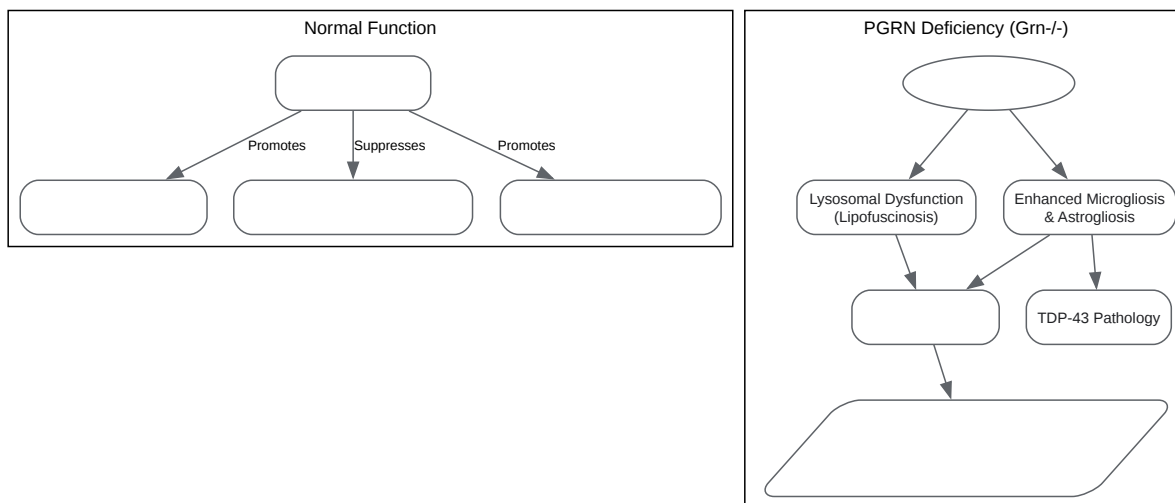 Normal Function
Promotes
Suppresses
Promotes
PGRN Deficiency (Grn-/-)
Lysosomal Dysfunction
(Lipofuscinosis)
Enhanced Microgliosis
& Astrogliosis
TDP-43 Pathology